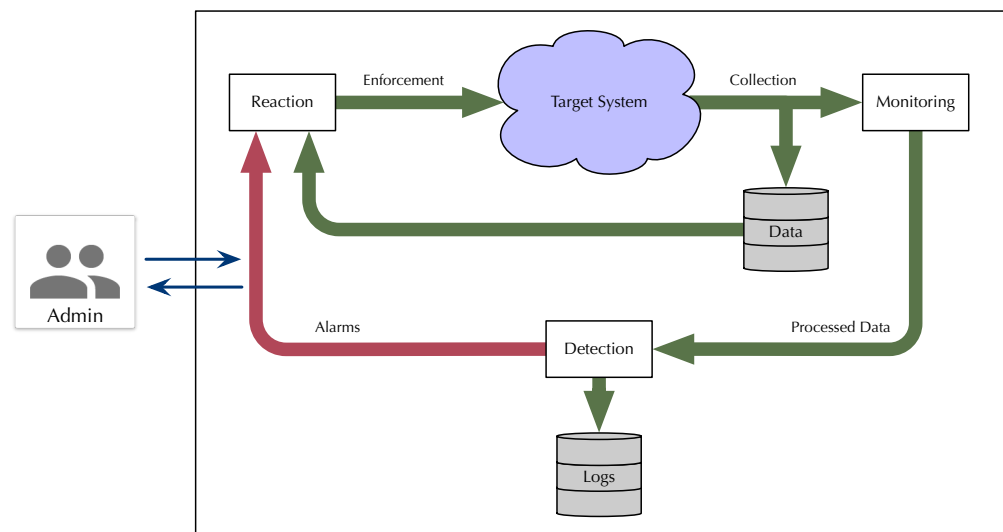 Enforcement
Collection
Reaction
Target System
Monitoring
Data
Admin
Alarms
Processed Data
Detection
Logs